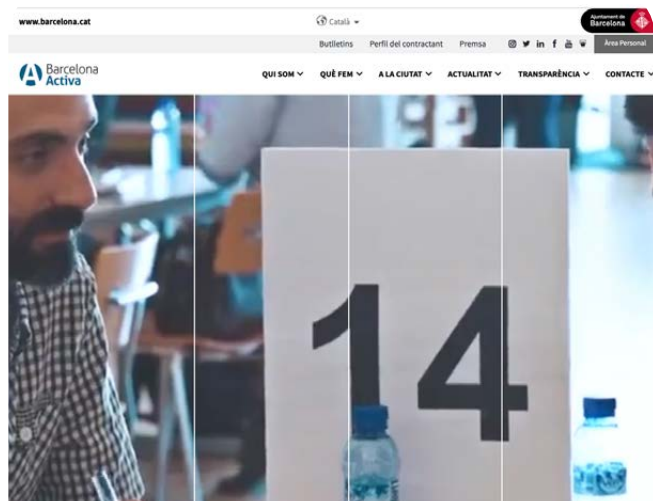 www.barcelona.cat
Català
Ajuntament de
Barcelona
Butlletins Perfil del contractant Premsa
Àrea Personal
Barcelona
Activa
QUI SOM QUÈ FEM A LA CIUTAT ACTUALITAT TRANSPARÈNCIA CONTACTE
14